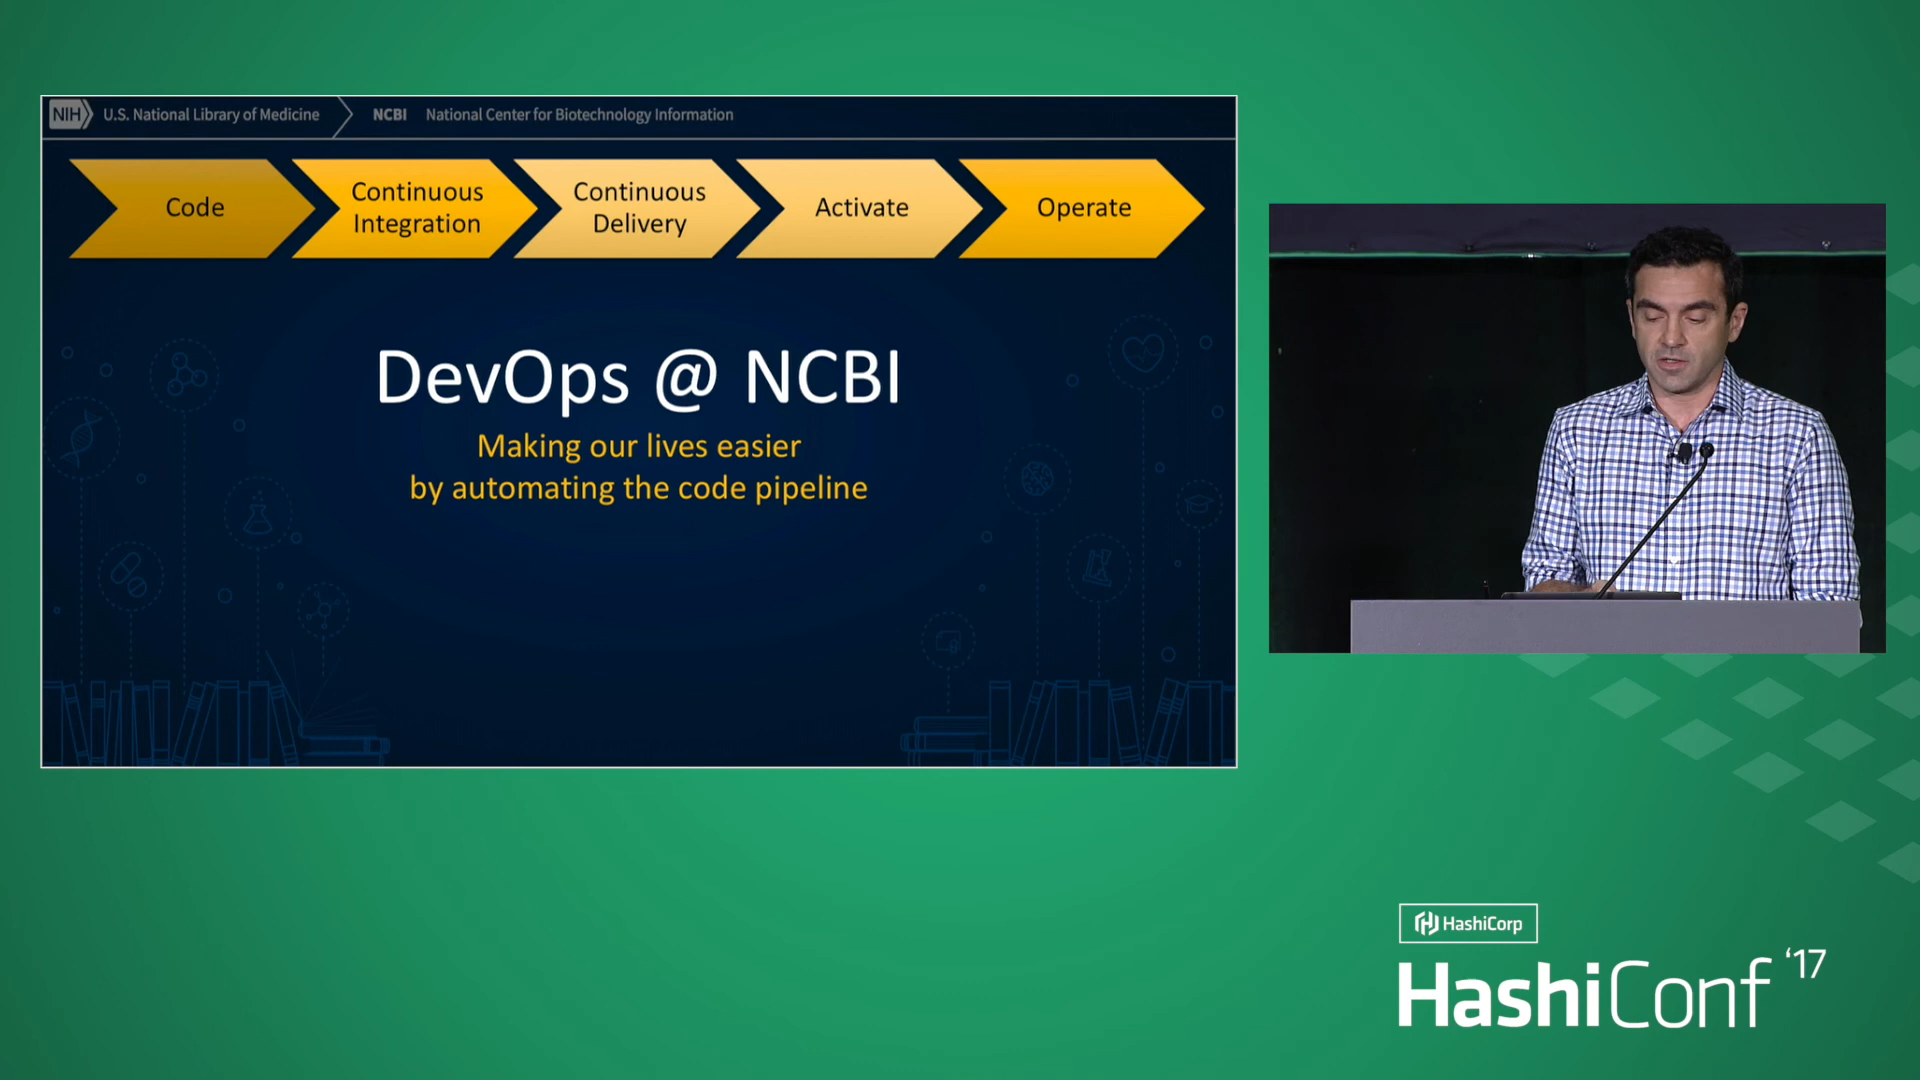 NIH U.S. National Library of Medicine NCBI National Center for Biotechnology Information
Code
Continuous
Integration
Continuous
Delivery
Activate
Operate
DevOps @ NCBI
Making our lives easier
by automating the code pipeline
HashiCorp
HashiConf '17